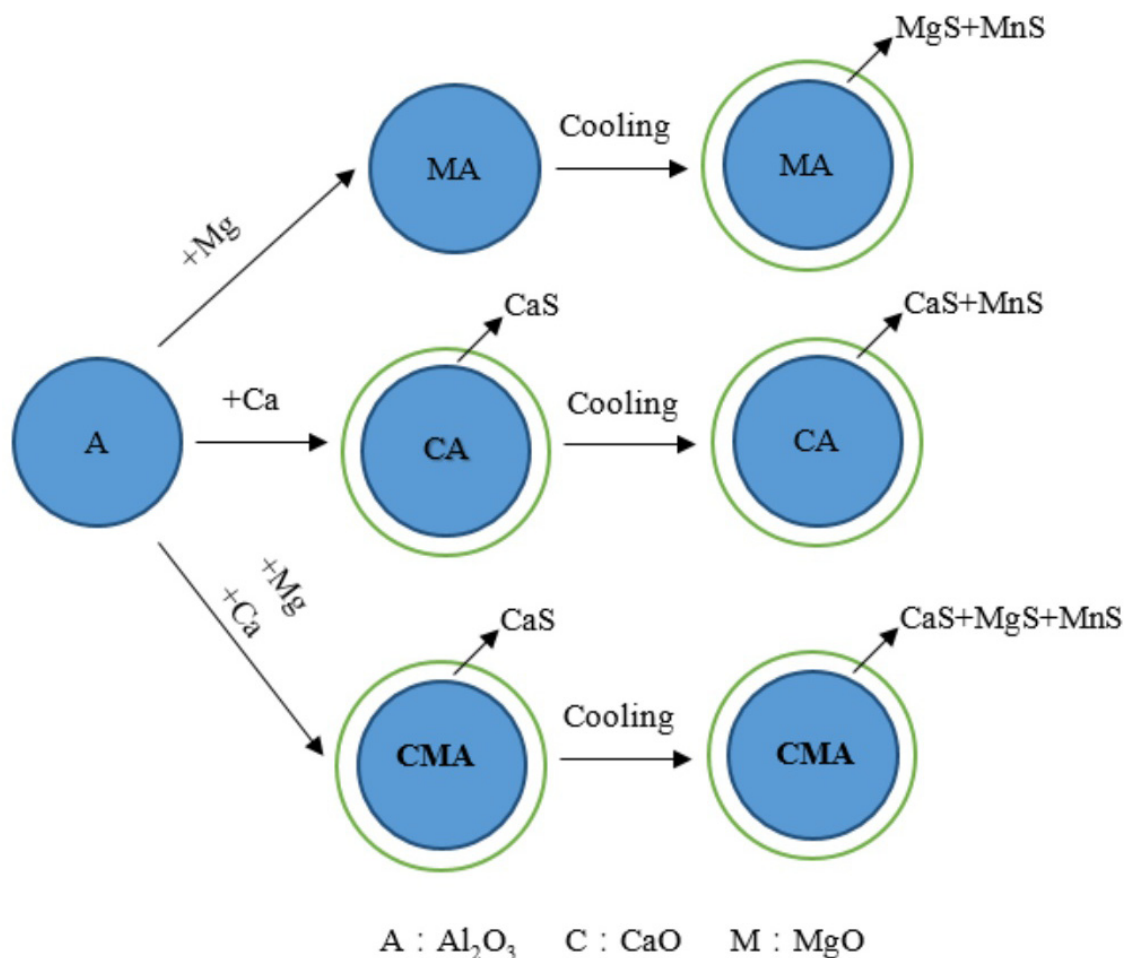 MgS+MnS
+Mg
MA
Cooling
MA
A
+Ca
CaS
CA
Cooling
CaS+MnS
CA
+Mg
+Ca
CaS
CMA
Cooling
CaS+MgS+MnS
CMA
A : Al₂O₃ C : CaO M : MgO